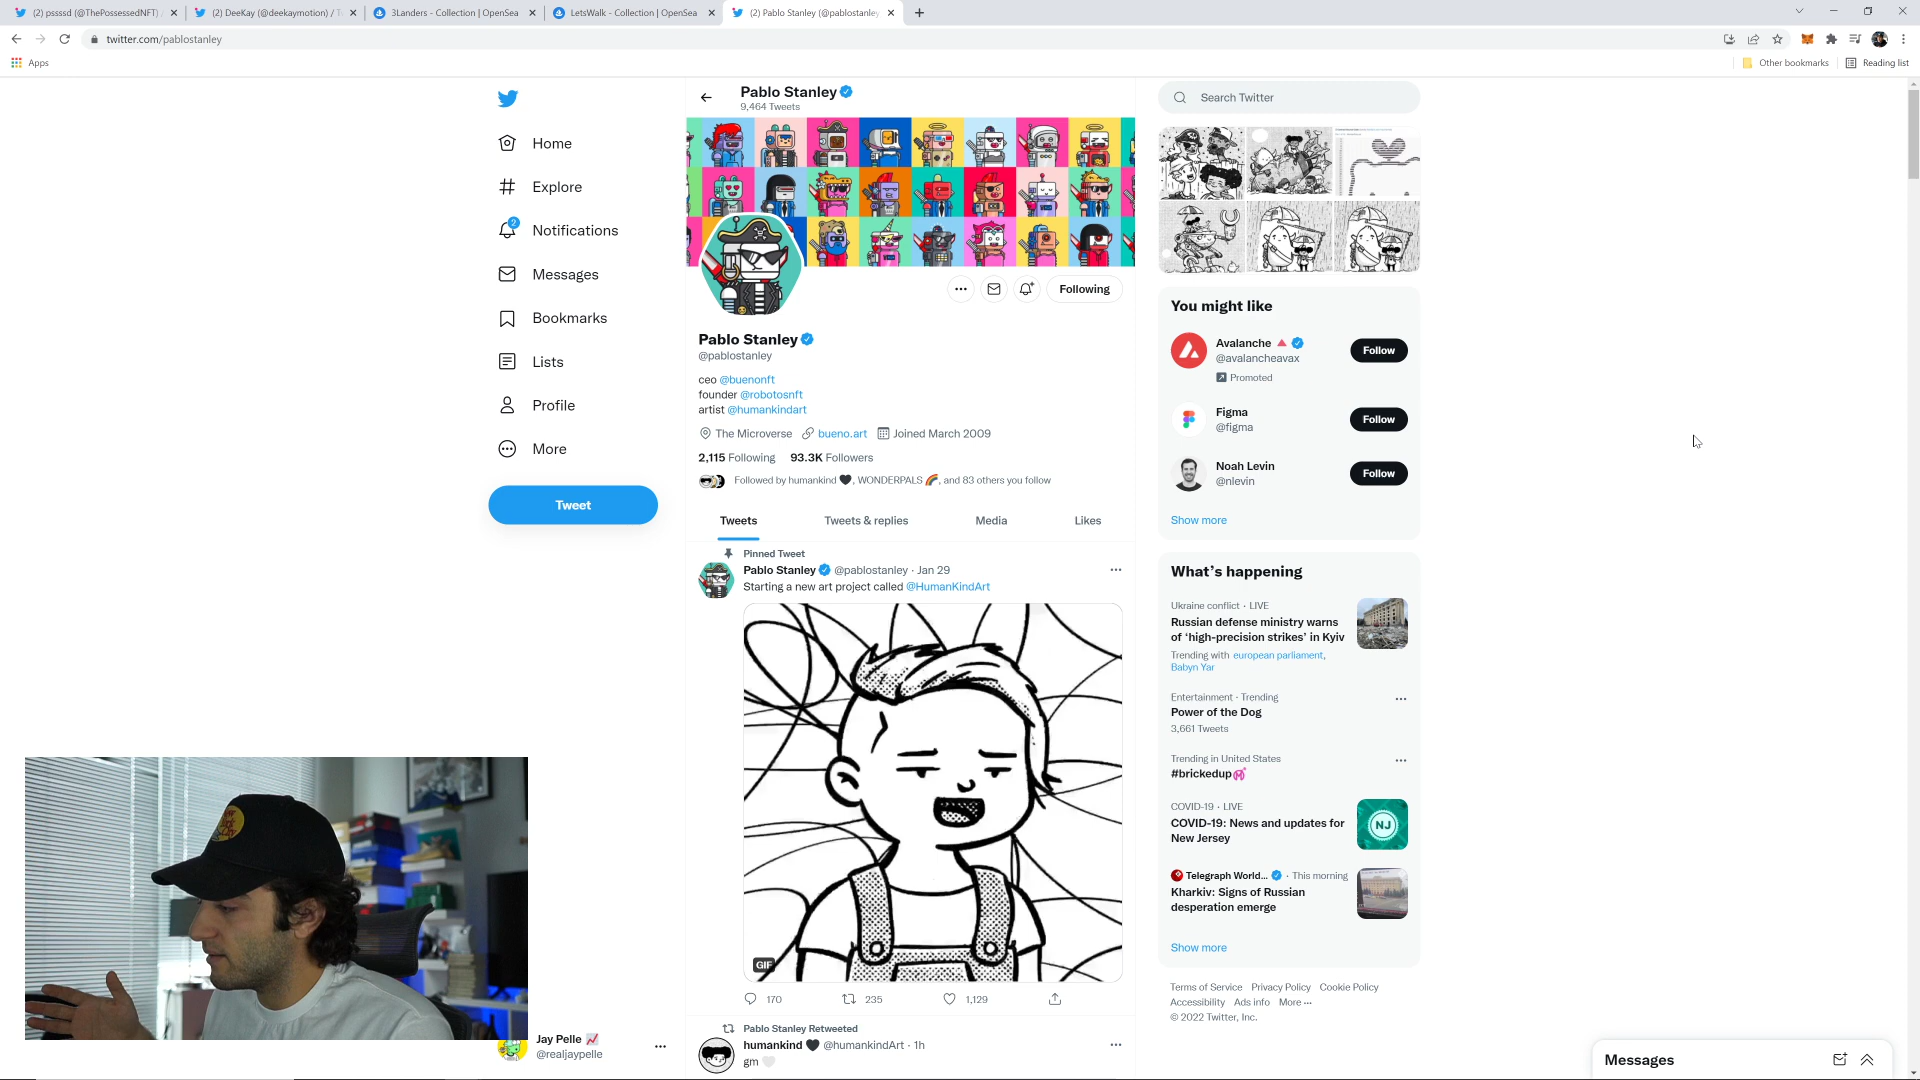 (2) pssssd (@ThePossessedNFT) /
(2) DeeKay (@deekaymotion) / Tw
3Landers - Collection | OpenSea
LetsWalk - Collection | OpenSea
(2) Pablo Stanley (@pablostanley
twitter.com/pablostanley
Apps
Other bookmarks
Reading list
Pablo Stanley
9,464 Tweets
Search Twitter
Home
Explore
2
Notifications
Messages
Bookmarks
Lists
Profile
More
Tweet
Following
Pablo Stanley
@pablostanley
ceo @buenonft
founder @robotosnft
artist @humankindart
The Microverse bueno.art Joined March 2009
2,115 Following 93.3K Followers
Followed by humankind 🖤, WONDERPALS 🌈, and 83 others you follow
Tweets
Tweets & replies
Media
Likes
Pinned Tweet
Pablo Stanley @pablostanley · Jan 29
Starting a new art project called @HumanKindArt
GIF
170
235
1,129
Pablo Stanley Retweeted
humankind 🖤 @humankindArt · 1h
gm 🤍
You might like
Avalanche 🔺
@avalancheavax
Promoted
Follow
Figma
@figma
Follow
Noah Levin
@nlevin
Follow
Show more
What's happening
Ukraine conflict · LIVE
Russian defense ministry warns
of 'high-precision strikes' in Kyiv
Trending with european parliament,
Babyn Yar
Entertainment · Trending
Power of the Dog
3,661 Tweets
Trending in United States
#brickedup
COVID-19 · LIVE
COVID-19: News and updates for
New Jersey
NJ
Telegraph World... · This morning
Kharkiv: Signs of Russian
desperation emerge
Show more
Terms of Service Privacy Policy Cookie Policy
Accessibility Ads info More ···
© 2022 Twitter, Inc.
Jay Pelle 📈
@realjaypelle
Messages